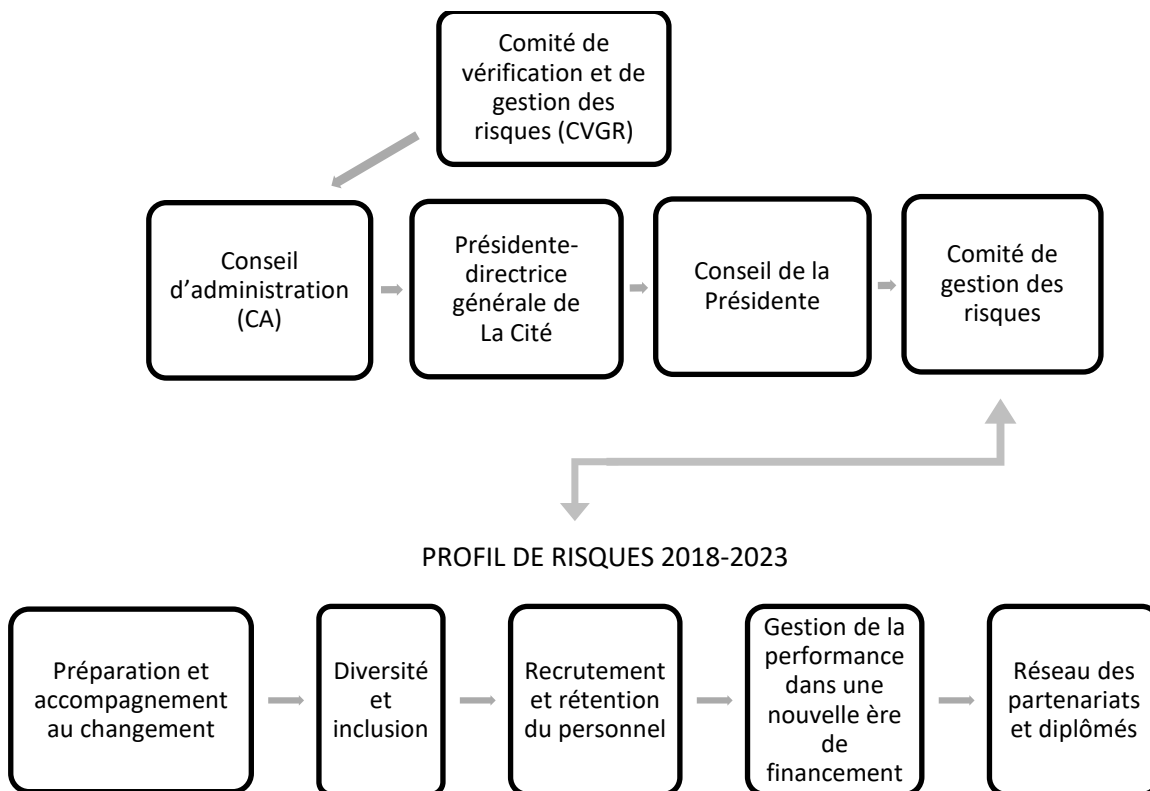 Comité de
vérification et de
gestion des
risques (CVGR)
Conseil
d’administration
(CA)
Présidente-
directrice
générale de
La Cité
Conseil de la
Présidente
Comité de
gestion des
risques
PROFIL DE RISQUES 2018-2023
Préparation et
accompagnement
au changement
Diversité
et
inclusion
Recrutement
et rétention
du personnel
Gestion de la
performance
dans une
nouvelle ère
de
financement
Réseau des
partenariats
et diplômés